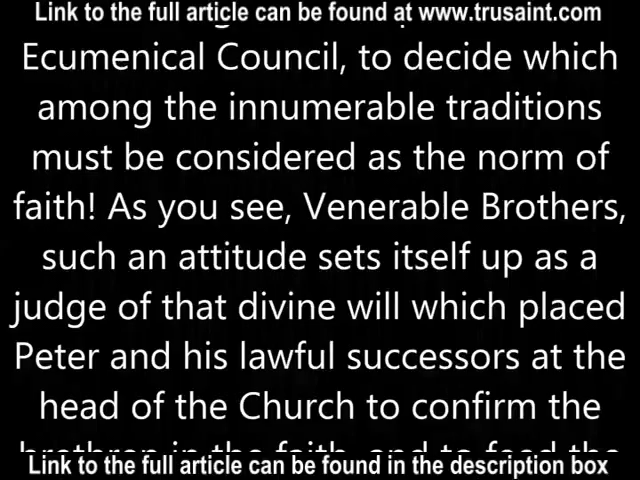 Link to the full article can be found at www.trusaint.com
Ecumenical Council, to decide which
among the innumerable traditions
must be considered as the norm of
faith! As you see, Venerable Brothers,
such an attitude sets itself up as a
judge of that divine will which placed
Peter and his lawful successors at the
head of the Church to confirm the
brethren in the faith, and to feed the
Link to the full article can be found in the description box